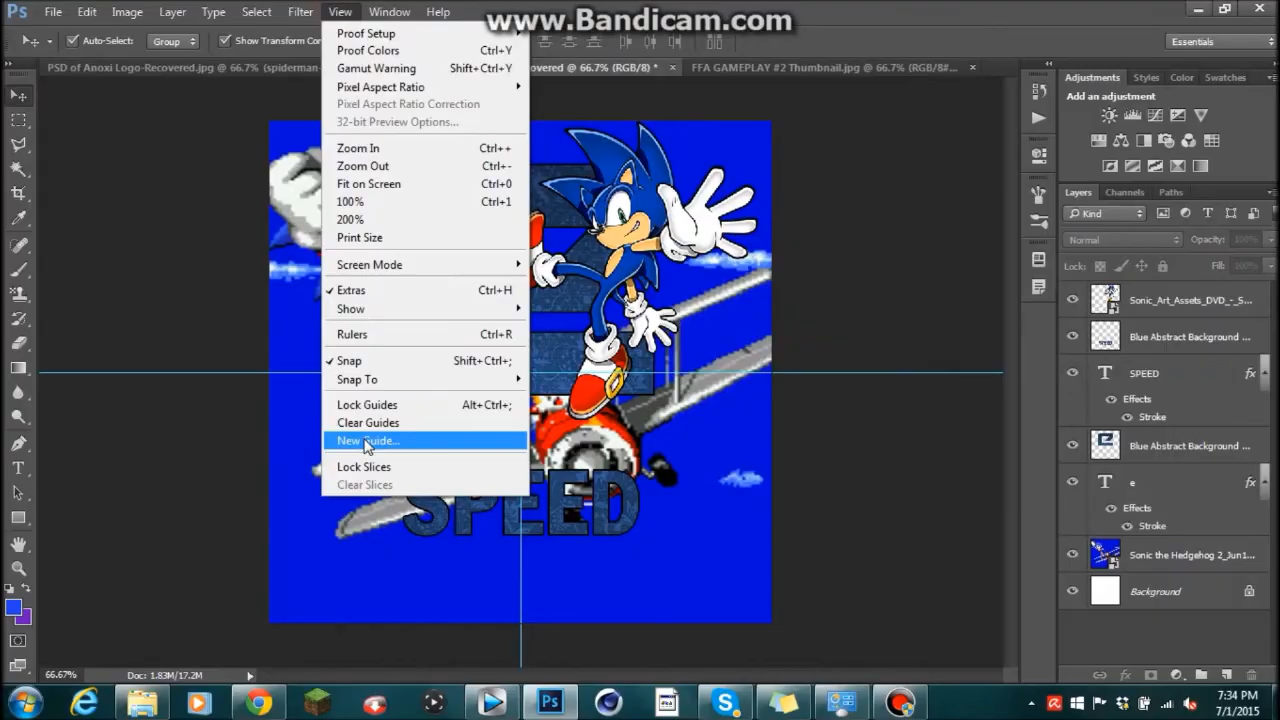 www.Bandicam.com
Ps File Edit Image Layer Type Select Filter View Window Help
Auto-Select: Group Show Transform Con
Essentials
PSD of Anoxi Logo-Recovered.jpg @ 66.7% (spiderman-
overed @ 66.7% (RGB/8) * ×
FFA GAMEPLAY #2 Thumbnail.jpg @ 66.7% (RGB/8#... ×
Proof Setup
Proof Colors Ctrl+Y
Gamut Warning Shift+Ctrl+Y
Pixel Aspect Ratio
Pixel Aspect Ratio Correction
32-bit Preview Options...
Zoom In Ctrl++
Zoom Out Ctrl+-
Fit on Screen Ctrl+0
100% Ctrl+1
200%
Print Size
Screen Mode
Extras Ctrl+H
Show
Rulers Ctrl+R
Snap Shift+Ctrl+;
Snap To
Lock Guides Alt+Ctrl+;
Clear Guides
New Guide...
Lock Slices
Clear Slices
SPEED
Adjustments Styles Color Swatches
Add an adjustment
Layers Channels Paths
Kind
Normal Opacity: 100%
Lock: Fill: 100%
Sonic_Art_Assets_DVD_-_S...
Blue Abstract Background ...
T SPEED fx
Effects
Stroke
Blue Abstract Background ...
T e fx
Effects
Stroke
Sonic the Hedgehog 2_Jun1...
Background
66.67% Doc: 1.83M/17.2M
Ps
7:34 PM
7/1/2015